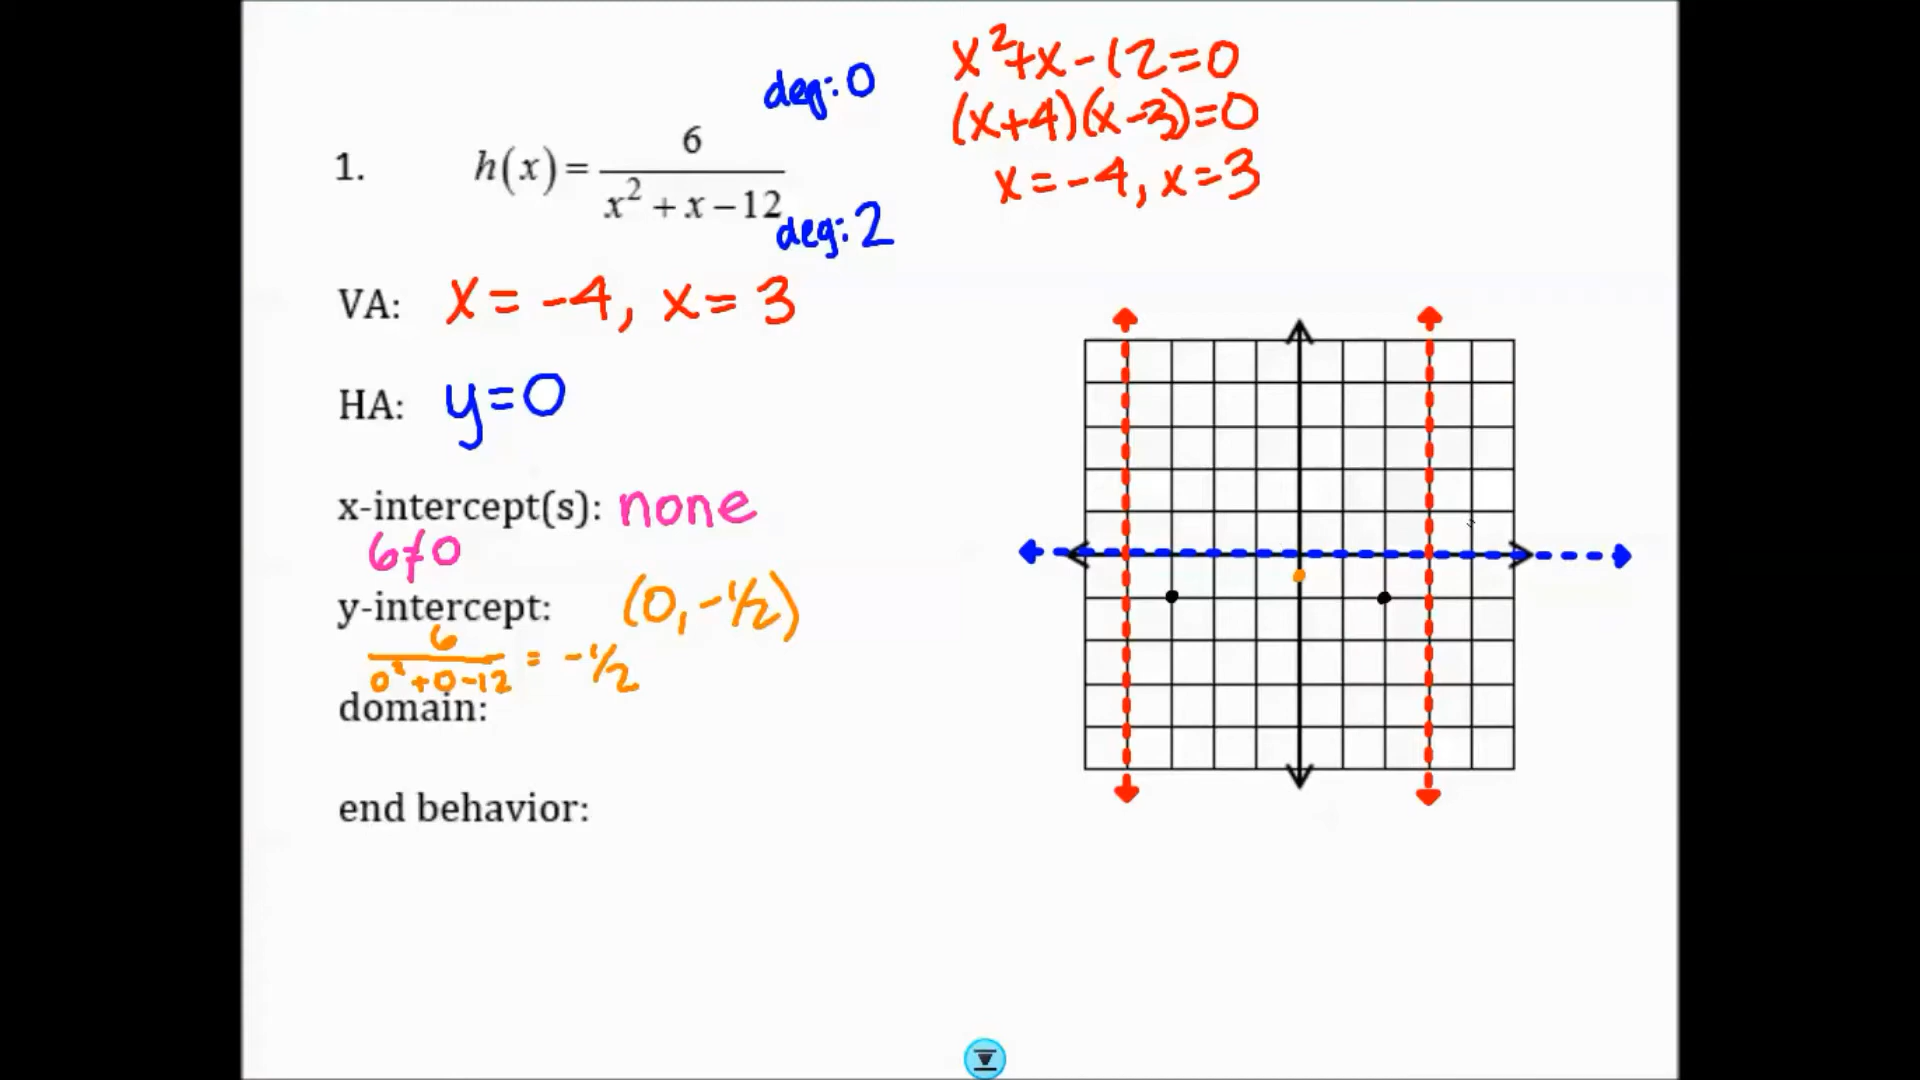 deg:0
x²+x-12=0
(x+4)(x-3)=0
x=-4, x=3
1. h(x)= 6 / x² + x − 12
deg:2
VA: x= -4, x= 3
HA: y=0
x-intercept(s): none
6≠0
y-intercept: (0, -1/2)
6 / 0²+0-12 = -1/2
domain:
end behavior: